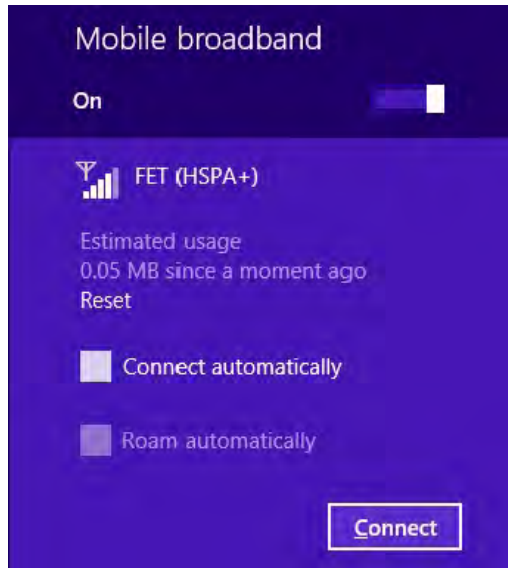 Mobile broadband
On
FET (HSPA+)
Estimated usage
0.05 MB since a moment ago
Reset
Connect automatically
Roam automatically
Connect